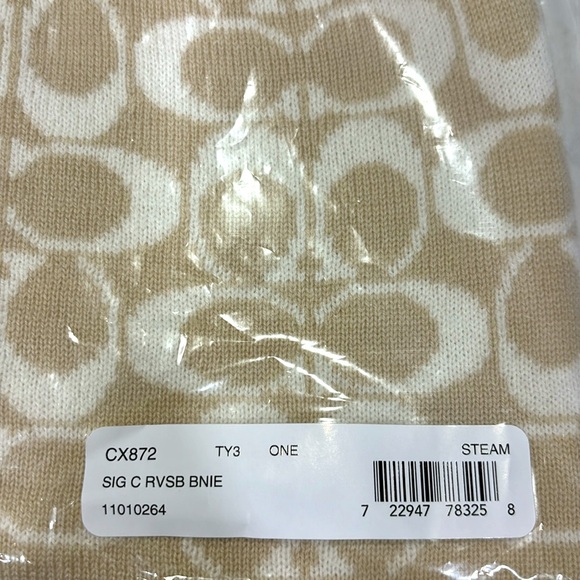 CX872 TY3 ONE STEAM
SIG C RVSB BNIE
11010264
7 22947 78325 8